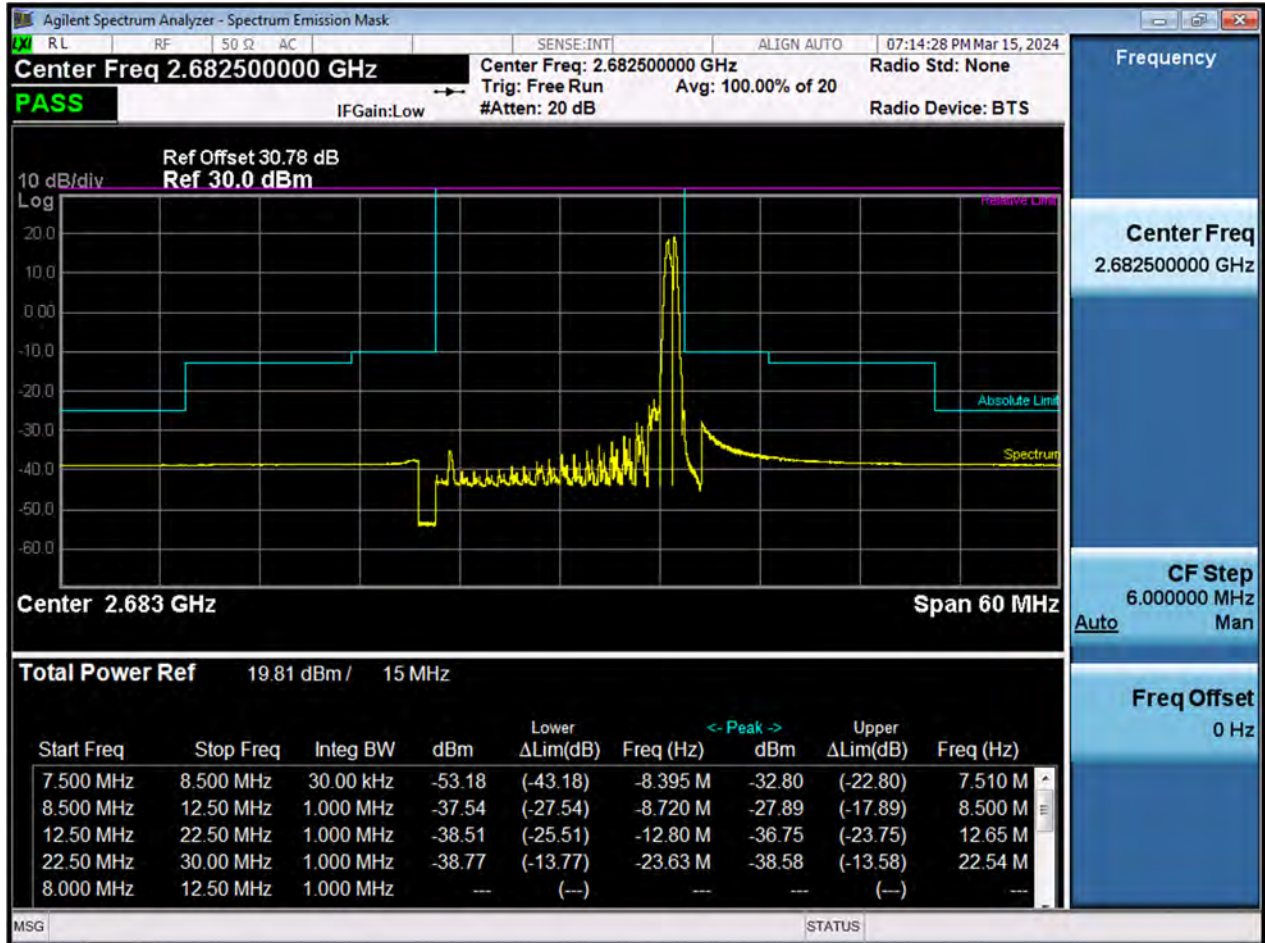 Agilent Spectrum Analyzer - Spectrum Emission Mask
LXI RL RF 50 Ω AC SENSE:INT ALIGN AUTO 07:14:28 PM Mar 15, 2024
Center Freq 2.682500000 GHz Center Freq: 2.682500000 GHz Radio Std: None
Trig: Free Run Avg: 100.00% of 20
PASS IFGain:Low #Atten: 20 dB Radio Device: BTS
Ref Offset 30.78 dB
10 dB/div Ref 30.0 dBm
Log
Relative Limit
20.0
10.0
0.00
-10.0
-20.0
Absolute Limit
-30.0
Spectrum
-40.0
-50.0
-60.0
Center 2.683 GHz Span 60 MHz
Total Power Ref 19.81 dBm / 15 MHz
Lower <- Peak -> Upper
Start Freq Stop Freq Integ BW dBm ΔLim(dB) Freq (Hz) dBm ΔLim(dB) Freq (Hz)
7.500 MHz 8.500 MHz 30.00 kHz -53.18 (-43.18) -8.395 M -32.80 (-22.80) 7.510 M
8.500 MHz 12.50 MHz 1.000 MHz -37.54 (-27.54) -8.720 M -27.89 (-17.89) 8.500 M
12.50 MHz 22.50 MHz 1.000 MHz -38.51 (-25.51) -12.80 M -36.75 (-23.75) 12.65 M
22.50 MHz 30.00 MHz 1.000 MHz -38.77 (-13.77) -23.63 M -38.58 (-13.58) 22.54 M
8.000 MHz 12.50 MHz 1.000 MHz --- (---) --- --- (---) ---
MSG STATUS
Frequency
Center Freq
2.682500000 GHz
CF Step
6.000000 MHz
Auto Man
Freq Offset
0 Hz